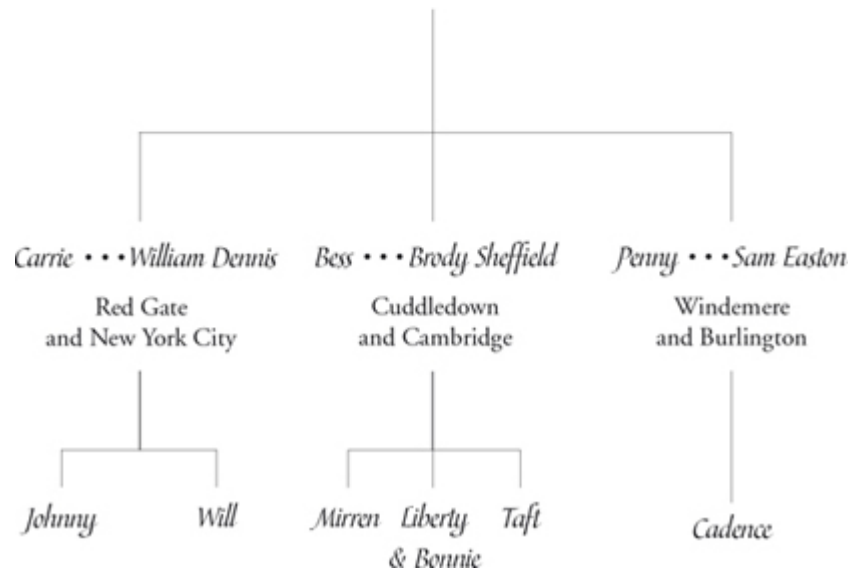 Carrie • • • William Dennis
Bess • • • Brody Sheffield
Penny • • • Sam Easton
Red Gate
and New York City
Cuddledown
and Cambridge
Windemere
and Burlington
Johnny
Will
Mirren
Liberty
& Bonnie
Taft
Cadence